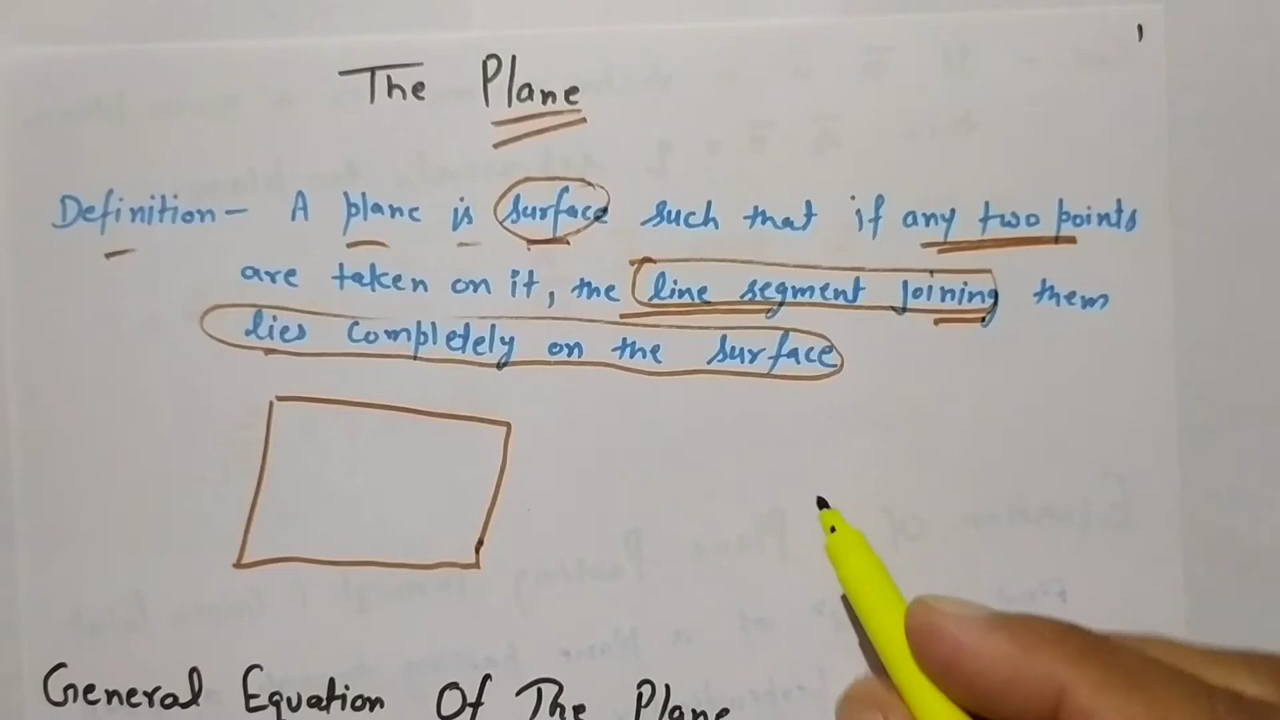 The Plane
Definition - A plane is surface such that if any two points
are taken on it, the line segment joining them
lies completely on the surface
General Equation Of The Plane